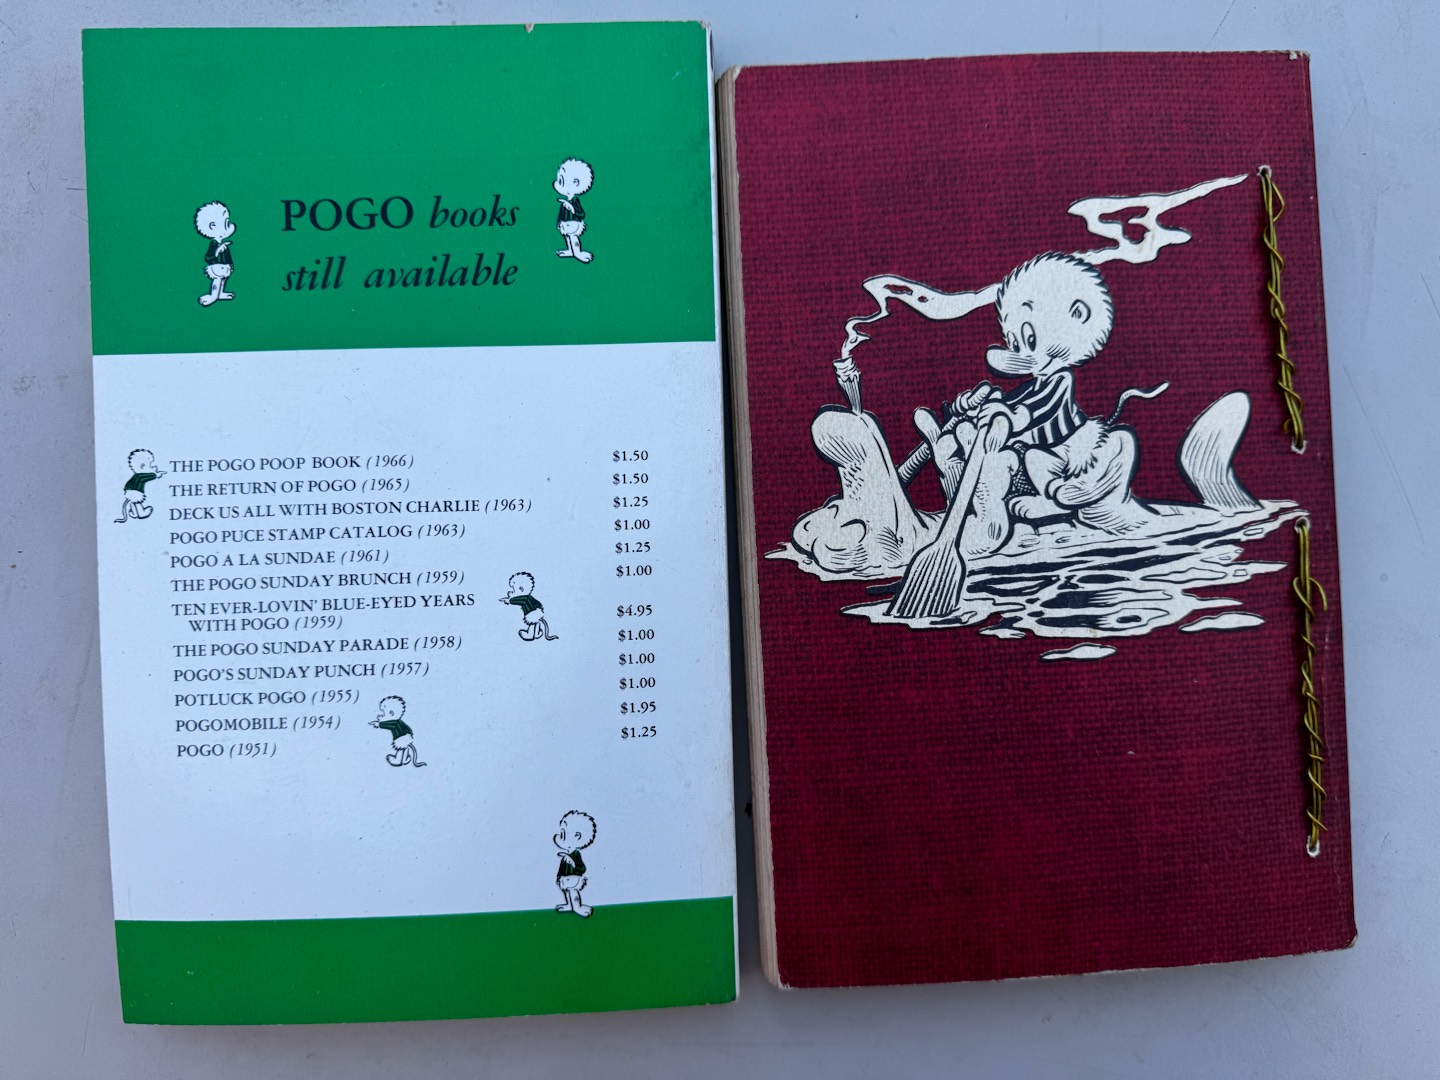 POGO books
still available
THE POGO POOP BOOK (1966) $1.50
THE RETURN OF POGO (1965) $1.50
DECK US ALL WITH BOSTON CHARLIE (1963) $1.25
POGO PUCE STAMP CATALOG (1963) $1.00
POGO A LA SUNDAE (1961) $1.25
THE POGO SUNDAY BRUNCH (1959) $1.00
TEN EVER-LOVIN' BLUE-EYED YEARS
WITH POGO (1959) $4.95
THE POGO SUNDAY PARADE (1958) $1.00
POGO'S SUNDAY PUNCH (1957) $1.00
POTLUCK POGO (1955) $1.00
POGOMOBILE (1954) $1.95
POGO (1951) $1.25